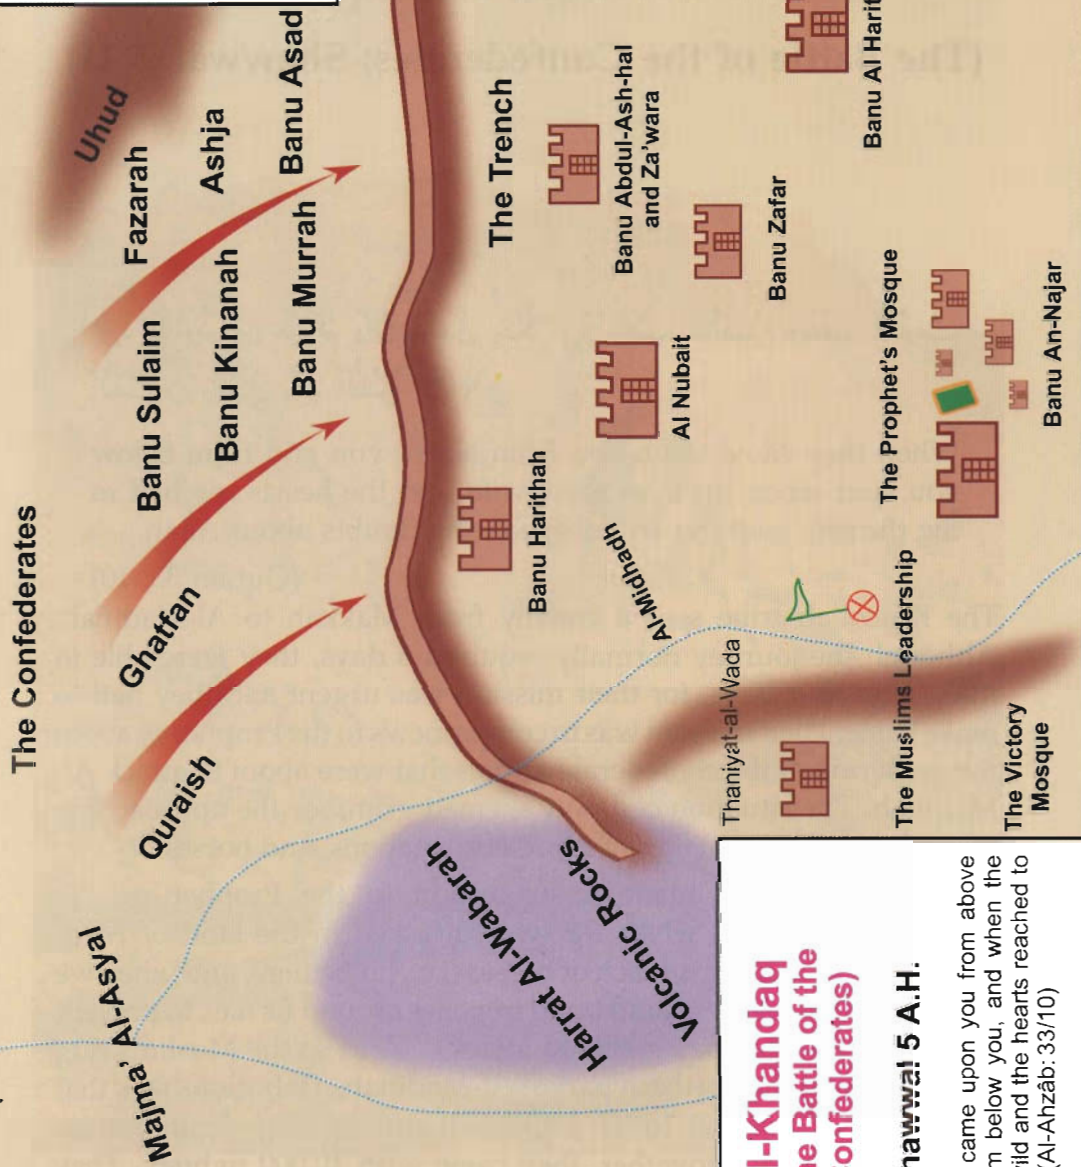 The Confederates
Uhud
Quraish
Ghatfan
Banu Sulaim
Fazarah
Banu Kinanah
Ashja
Banu Murrah
Banu Asad
Majma' Al-Asyal
Harrat Al-Wabarah
Volcanic Rocks
The Trench
Banu Harithah
Al-Midhadh
Al Nubait
Banu Abdul-Ash-hal
and Za'wara
Banu Zafar
Banu Al Harit
Thaniyat-al-Wada
The Muslims Leadership
The Prophet's Mosque
The Victory
Mosque
Banu An-Najar
l-Khandaq
e Battle of the
onfederates)
awwal 5 A.H.
came upon you from above
m below you, and when the
ild and the hearts reached to
(Al-Ahzâb: 33/10)